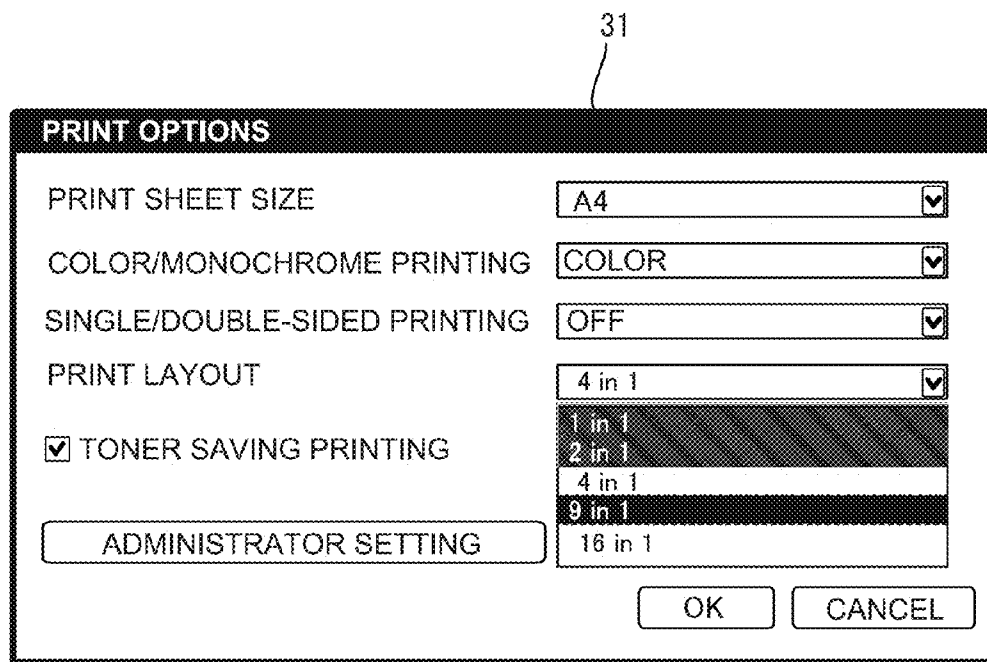 31
PRINT OPTIONS
PRINT SHEET SIZE A4
COLOR/MONOCHROME PRINTING COLOR
SINGLE/DOUBLE-SIDED PRINTING OFF
PRINT LAYOUT 4 in 1
1 in 1
TONER SAVING PRINTING 2 in 1
4 in 1
9 in 1
ADMINISTRATOR SETTING 16 in 1
OK CANCEL